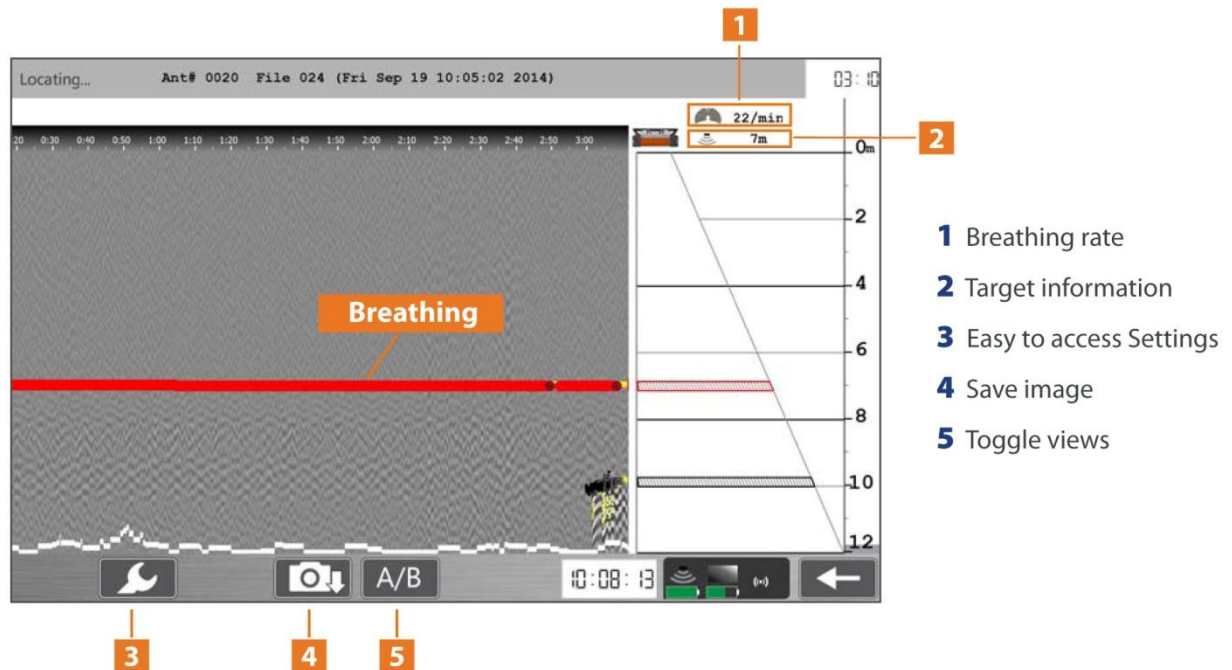 1
Locating... Ant# 0020 File 024 (Fri Sep 19 10:05:02 2014) 03:10
22/min
7m
2
20 0:30 0:40 0:50 1:00 1:10 1:20 1:30 1:40 1:50 2:00 2:10 2:20 2:30 2:40 2:50 3:00
0m
2
4
6
8
10
12
Breathing
1 Breathing rate
2 Target information
3 Easy to access Settings
4 Save image
5 Toggle views
A/B
10:08:13
3
4
5